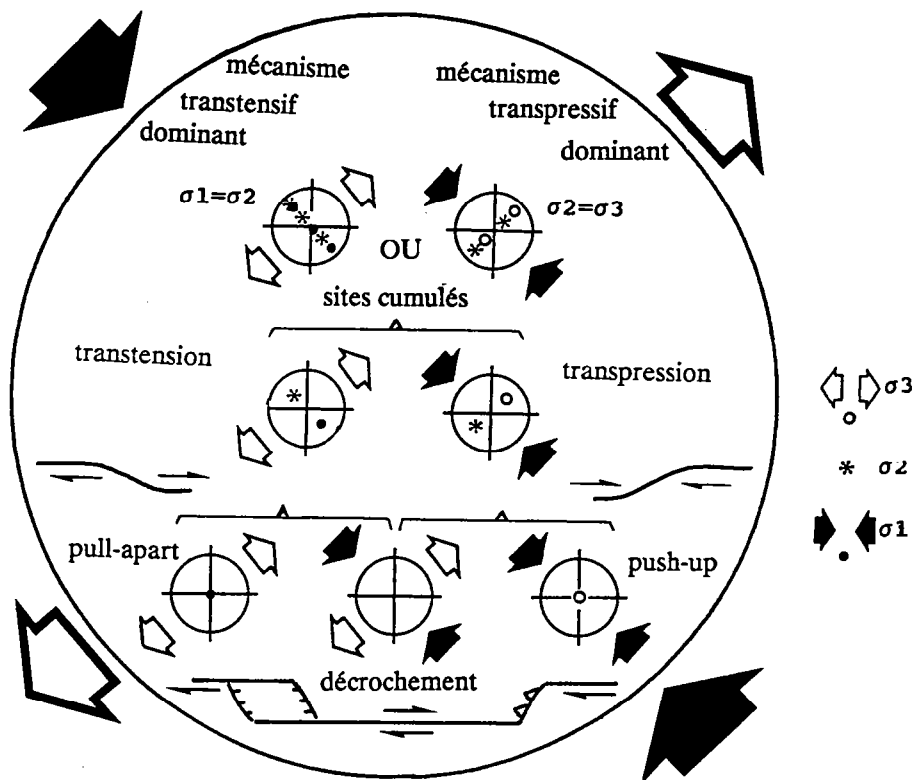 mécanisme
transtensif
dominant
mécanisme
transpressif
dominant
σ1=σ2
σ2=σ3
OU
sites cumulés
transtension
transpression
σ3
* σ2
σ1
pull-apart
push-up
décrochement